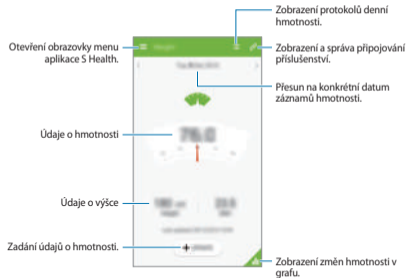 Zobrazení protokolů denní
hmotnosti.
Otevření obrazovky menu
aplikace S Health.
Zobrazení a správa připojování
příslušenství.
Přesun na konkrétní datum
záznamů hmotnosti.
Údaje o hmotnosti
Údaje o výšce
Zadání údajů o hmotnosti.
Zobrazení změn hmotnosti v
grafu.